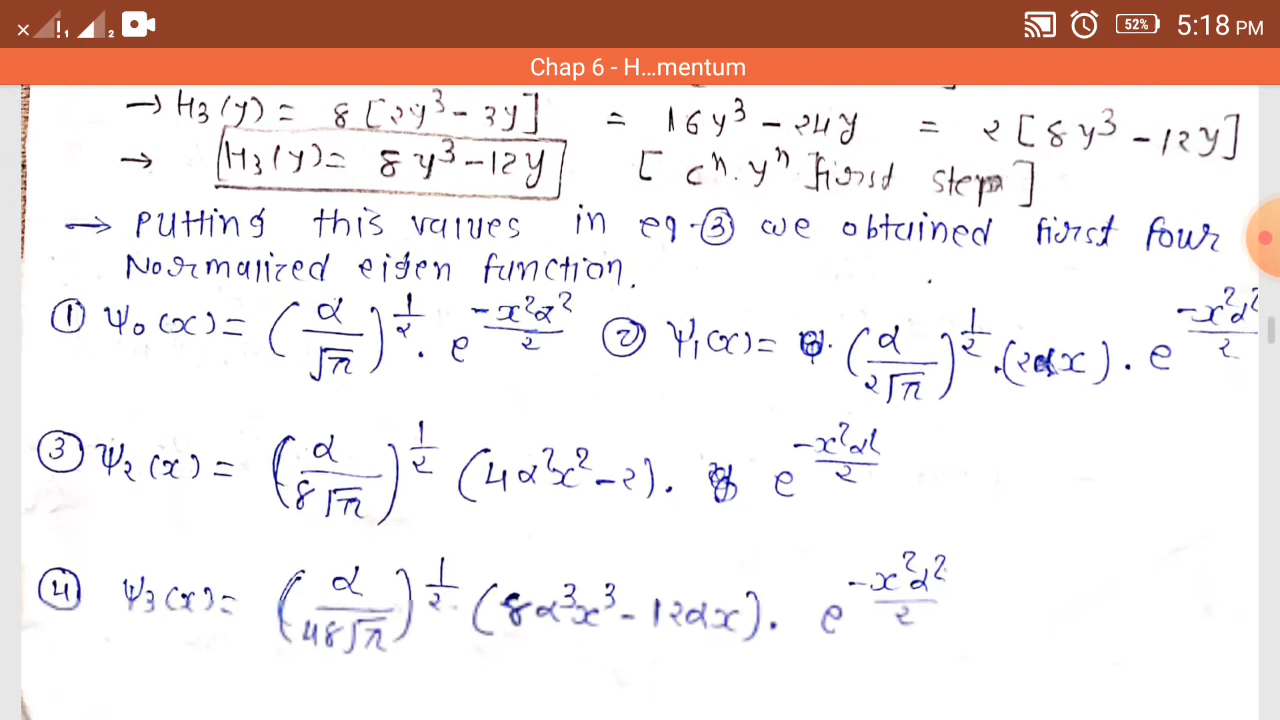 52% 5:18 PM
Chap 6 - H...mentum
→ H₃(y) = 8 [2y³ - 3y] = 16y³ - 24y = 2 [8y³ - 12y]
→ H₃(y) = 8y³ - 12y [cⁿ. yⁿ first step]
→ Putting this values in eq-③ we obtained first four
Normalized eigen function.
① Ψ₀(x) = (α/√π)^(1/2) . e^(-x²α²/2) ② Ψ₁(x) = (α/2√π)^(1/2) . (2αx) . e^(-x²α²/2)
③ Ψ₂(x) = (α/8√π)^(1/2) (4α²x² - 2) . e^(-x²α²/2)
④ Ψ₃(x) = (α/48√π)^(1/2) (8α³x³ - 12αx) . e^(-x²α²/2)